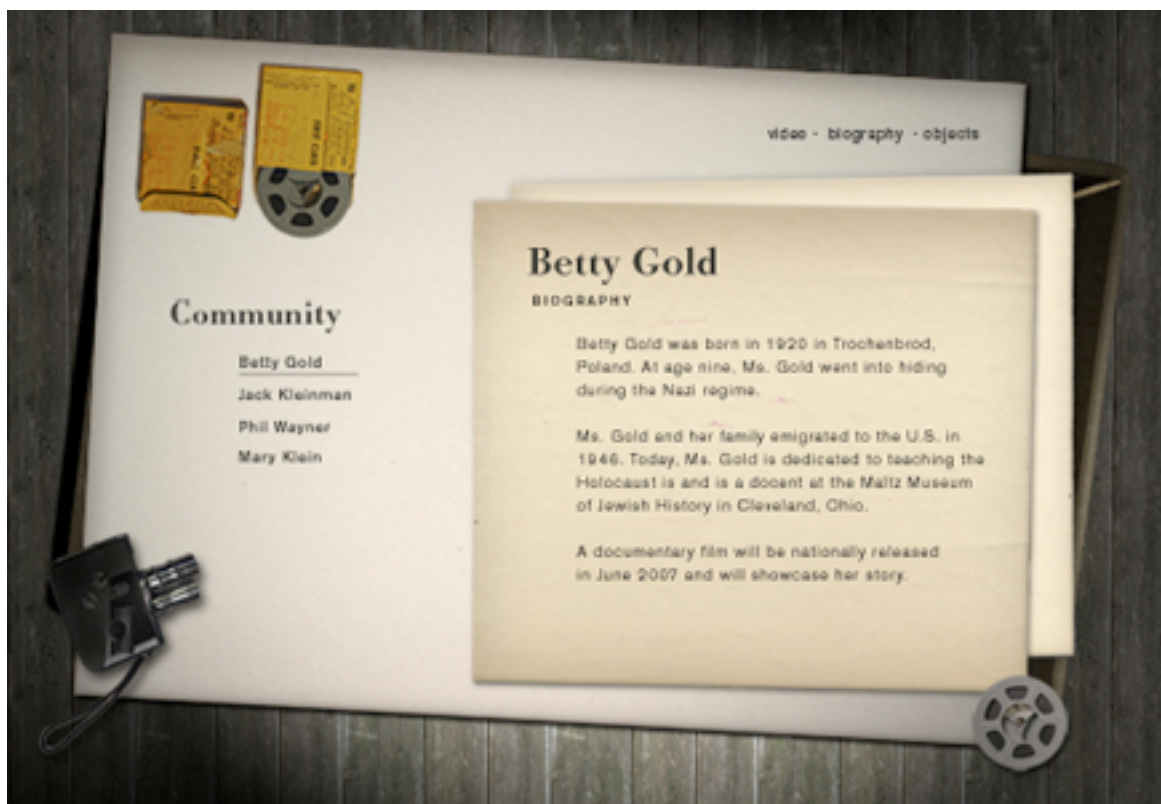 video - biography - objects
Community
Betty Gold
Jack Kleinman
Phil Wayner
Mary Klein
Betty Gold
BIOGRAPHY
Betty Gold was born in 1920 in Trochenbrod,
Poland. At age nine, Ms. Gold went into hiding
during the Nazi regime.
Ms. Gold and her family emigrated to the U.S. in
1946. Today, Ms. Gold is dedicated to teaching the
Holocaust is and is a docent at the Maltz Museum
of Jewish History in Cleveland, Ohio.
A documentary film will be nationally released
in June 2007 and will showcase her story.